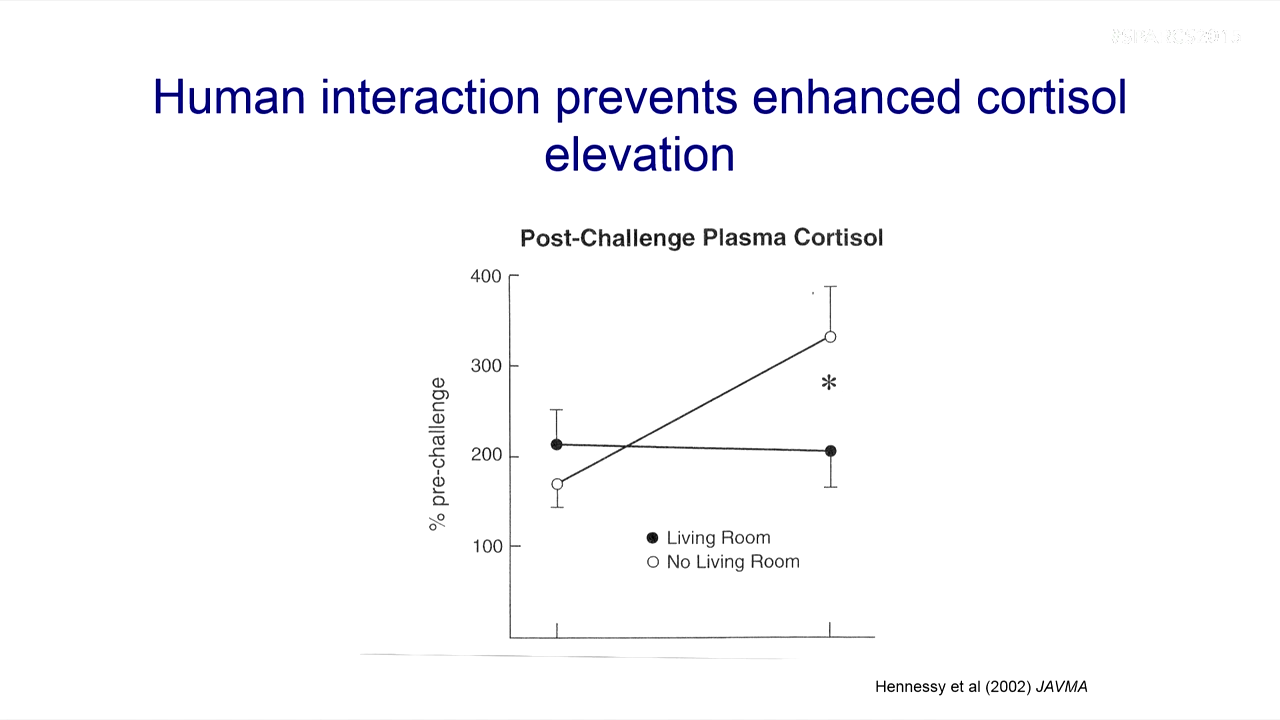 Human interaction prevents enhanced cortisol
elevation
Post-Challenge Plasma Cortisol
400
300
200
100
% pre-challenge
*
Living Room
No Living Room
Hennessy et al (2002) JAVMA